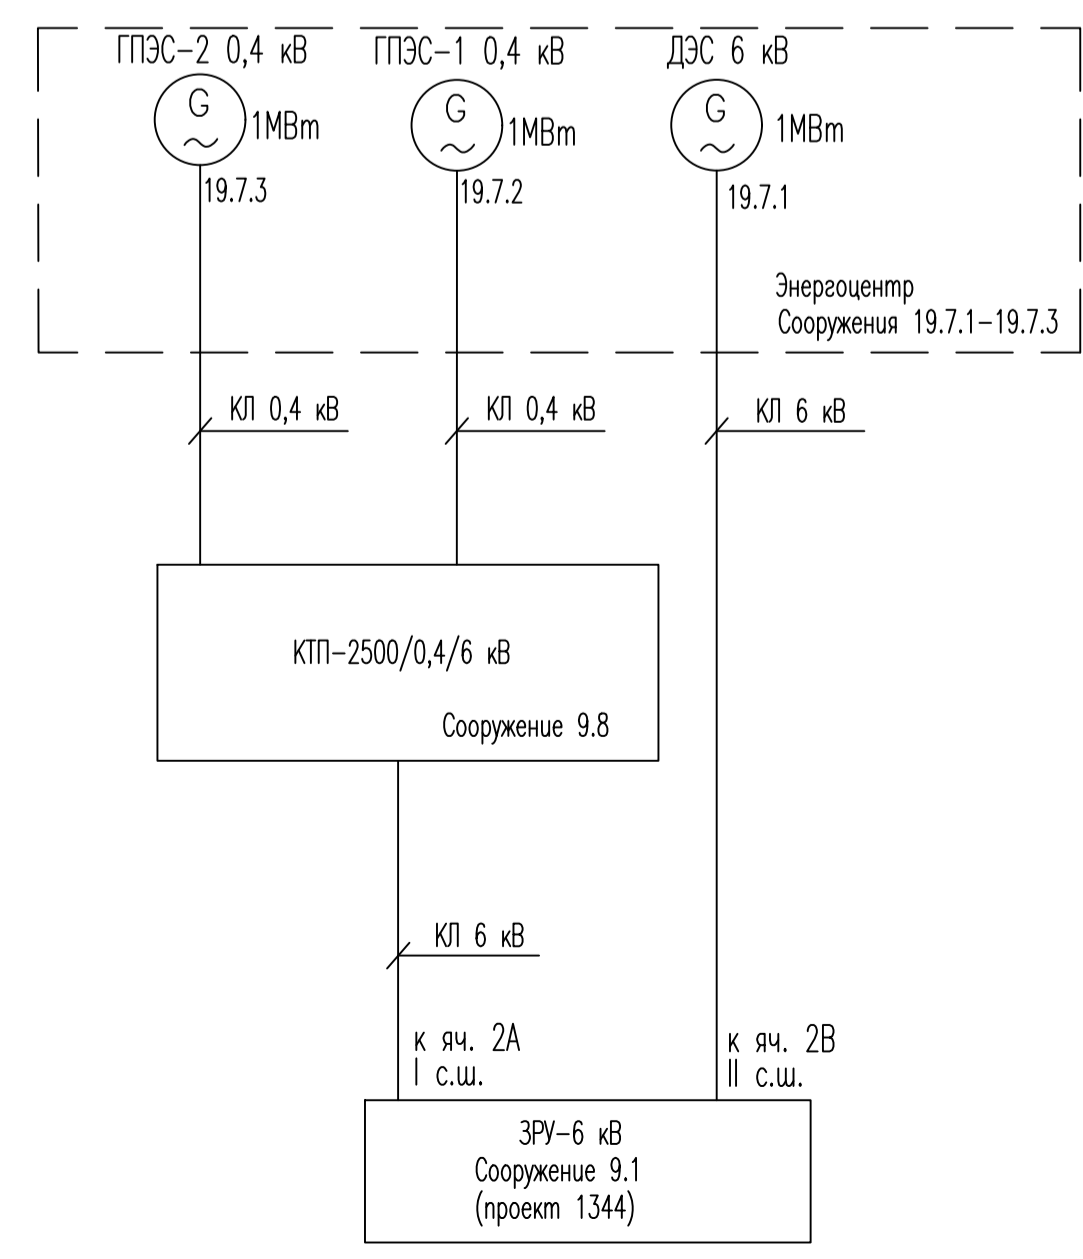 ГПЭС-2 0,4 кВ
ГПЭС-1 0,4 кВ
ДЭС 6 кВ
G
1МВт
G
1МВт
G
1МВт
19.7.3
19.7.2
19.7.1
Энергоцентр
Сооружения 19.7.1-19.7.3
КЛ 0,4 кВ
КЛ 0,4 кВ
КЛ 6 кВ
КТП-2500/0,4/6 кВ
Сооружение 9.8
КЛ 6 кВ
к яч. 2А
I с.ш.
к яч. 2В
II с.ш.
ЗРУ-6 кВ
Сооружение 9.1
(проект 1344)